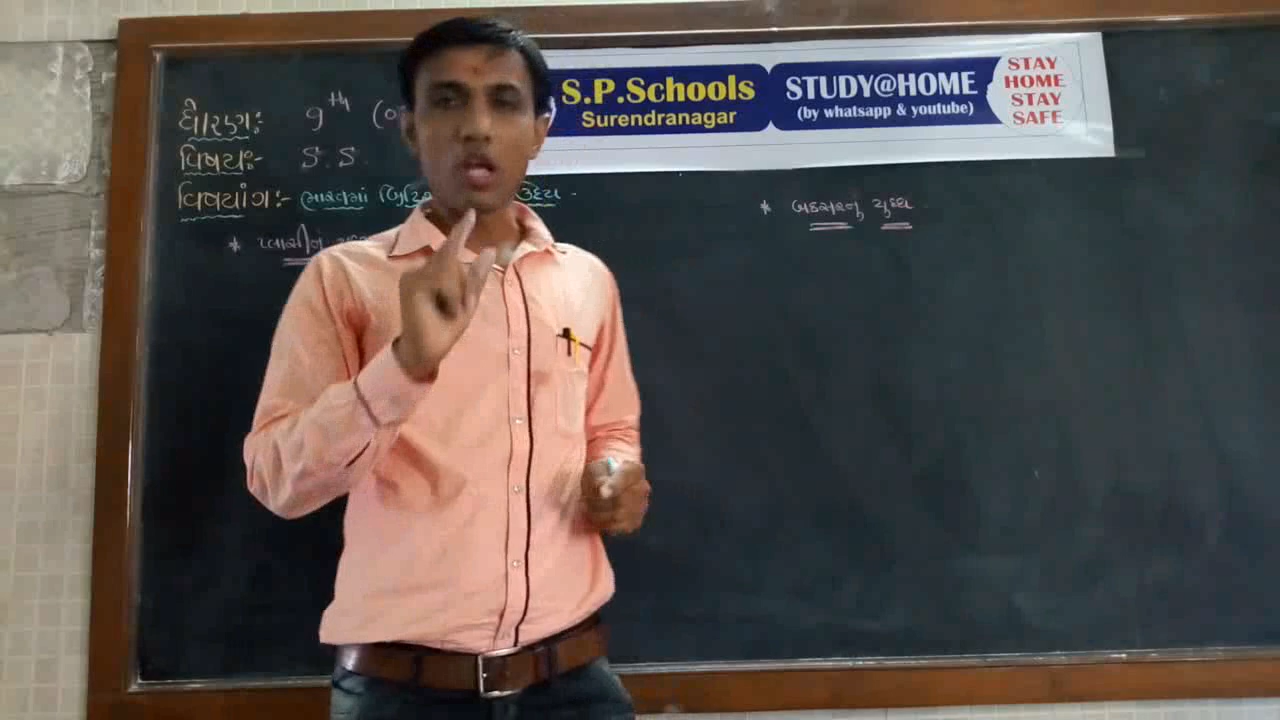 S.P.Schools
Surendranagar
STUDY@HOME
(by whatsapp & youtube)
STAY
HOME
STAY
SAFE
ધોરણ:- 9th
વિષય:- S.S.
વિષયાંગ:- ભારતમાં ઉદય -
* પ્લાસીનું
* બક્સરનું યુધ્ધ